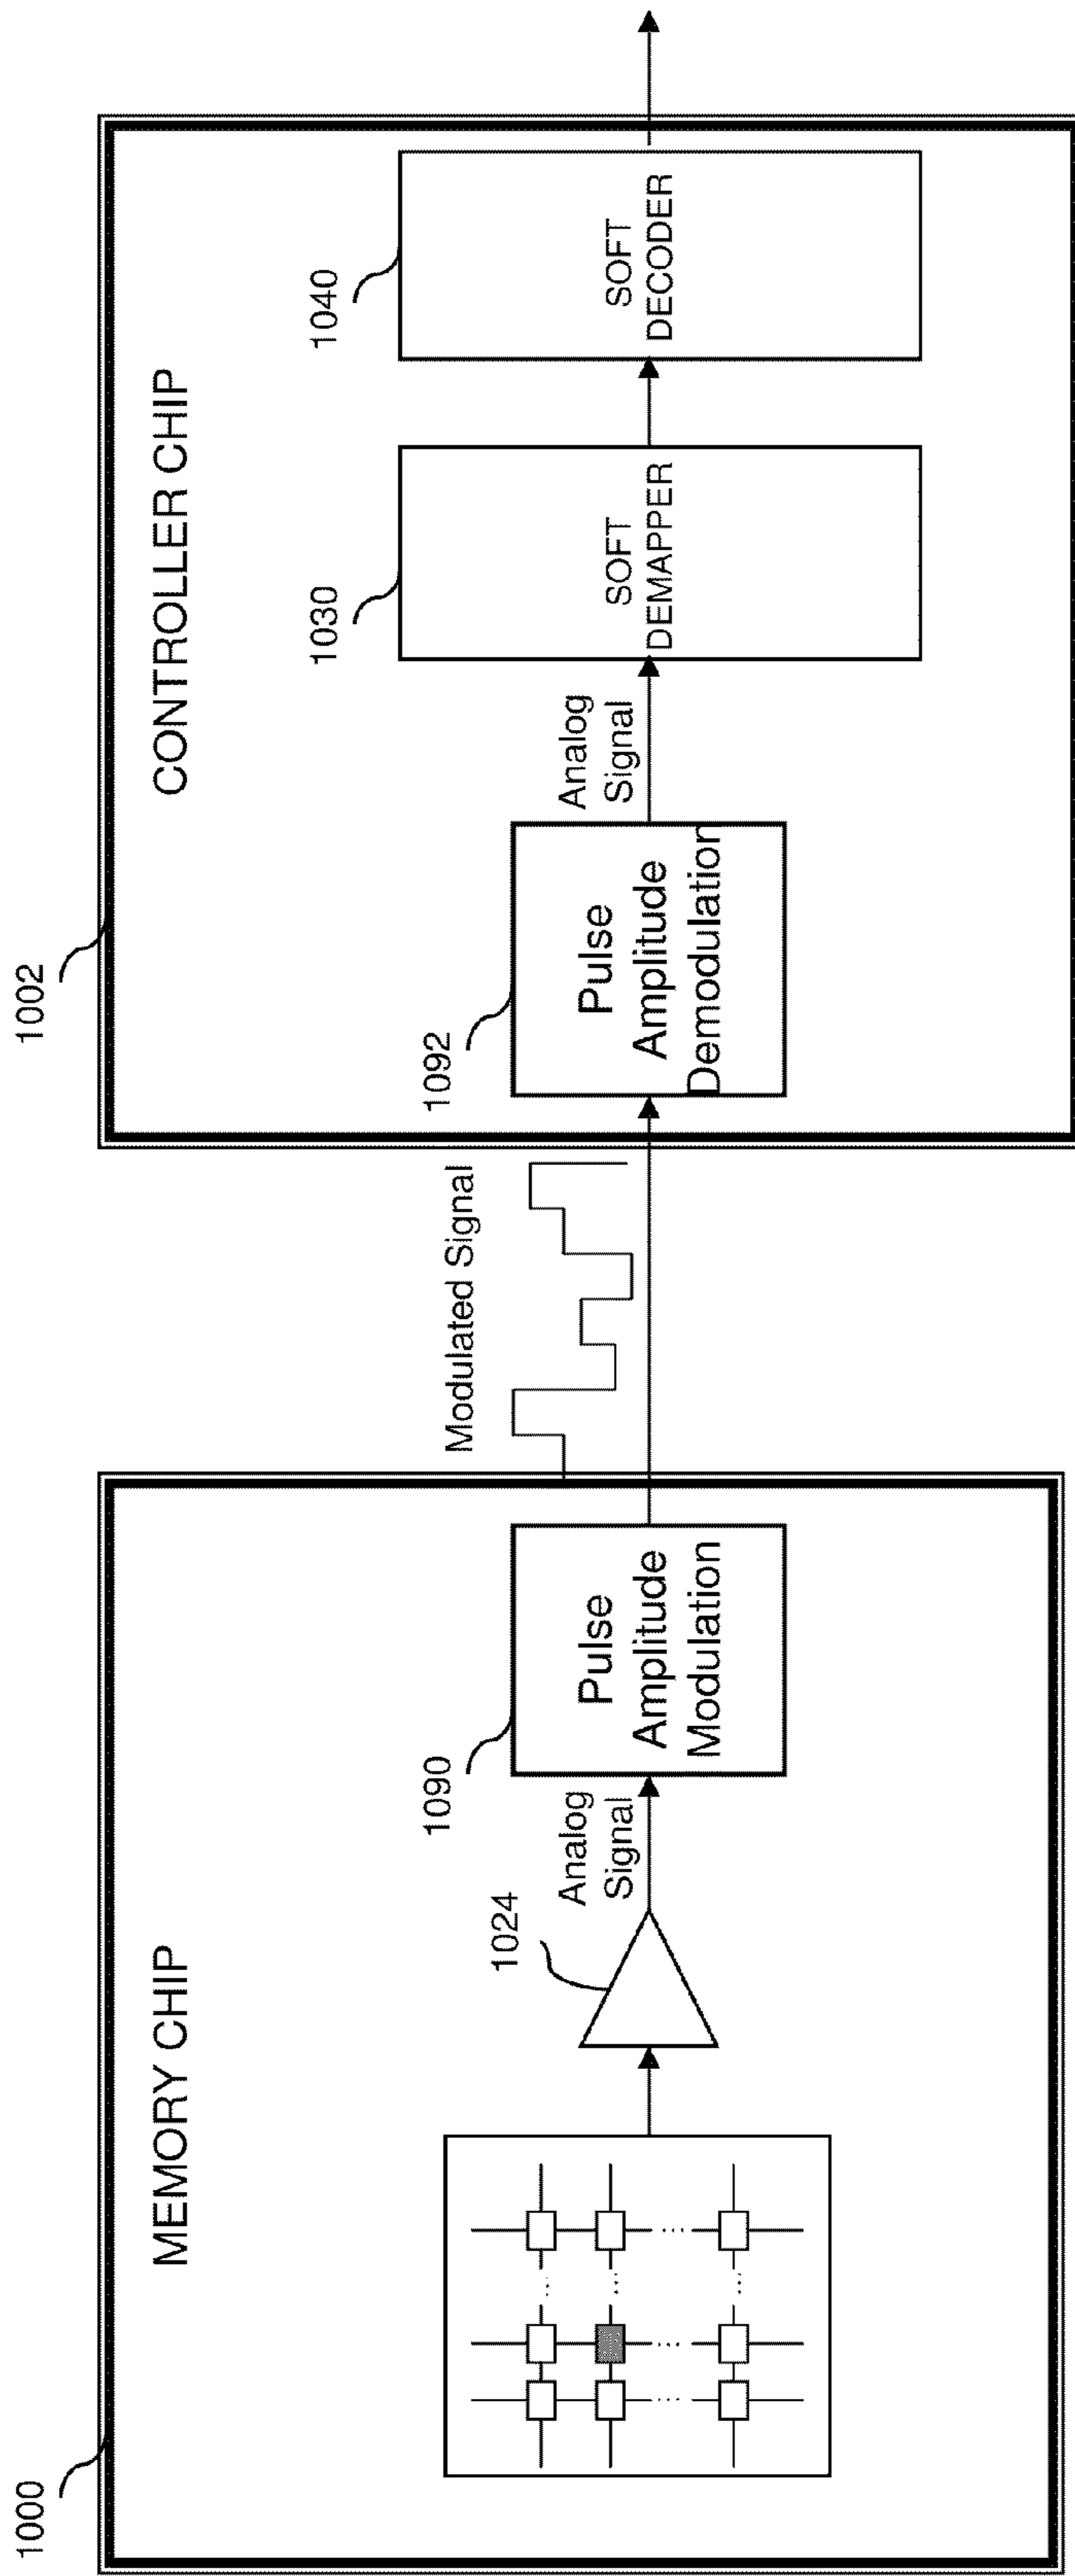 1000
MEMORY CHIP
1024
Analog
Signal
1090
Pulse
Amplitude
Modulation
Modulated Signal
1002
CONTROLLER CHIP
1092
Pulse
Amplitude
Demodulation
Analog
Signal
1030
SOFT
DEMAPPER
1040
SOFT
DECODER